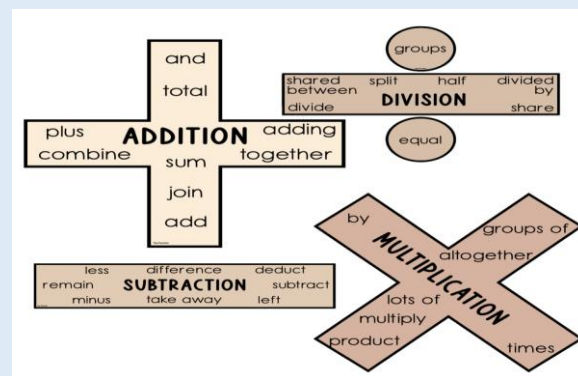 and
total
plus ADDITION adding
combine sum together
join
add
groups
shared split half divided
between by
divide DIVISION share
equal
less difference deduct
remain SUBTRACTION subtract
minus take away left
by
groups of
MULTIPLICATION
altogether
lots of
multiply
product
times